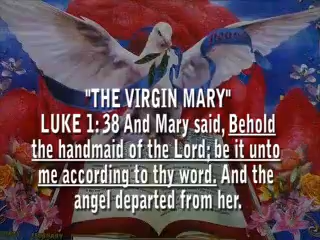 "THE VIRGIN MARY"
LUKE 1: 38 And Mary said, Behold
the handmaid of the Lord; be it unto
me according to thy word. And the
angel departed from her.